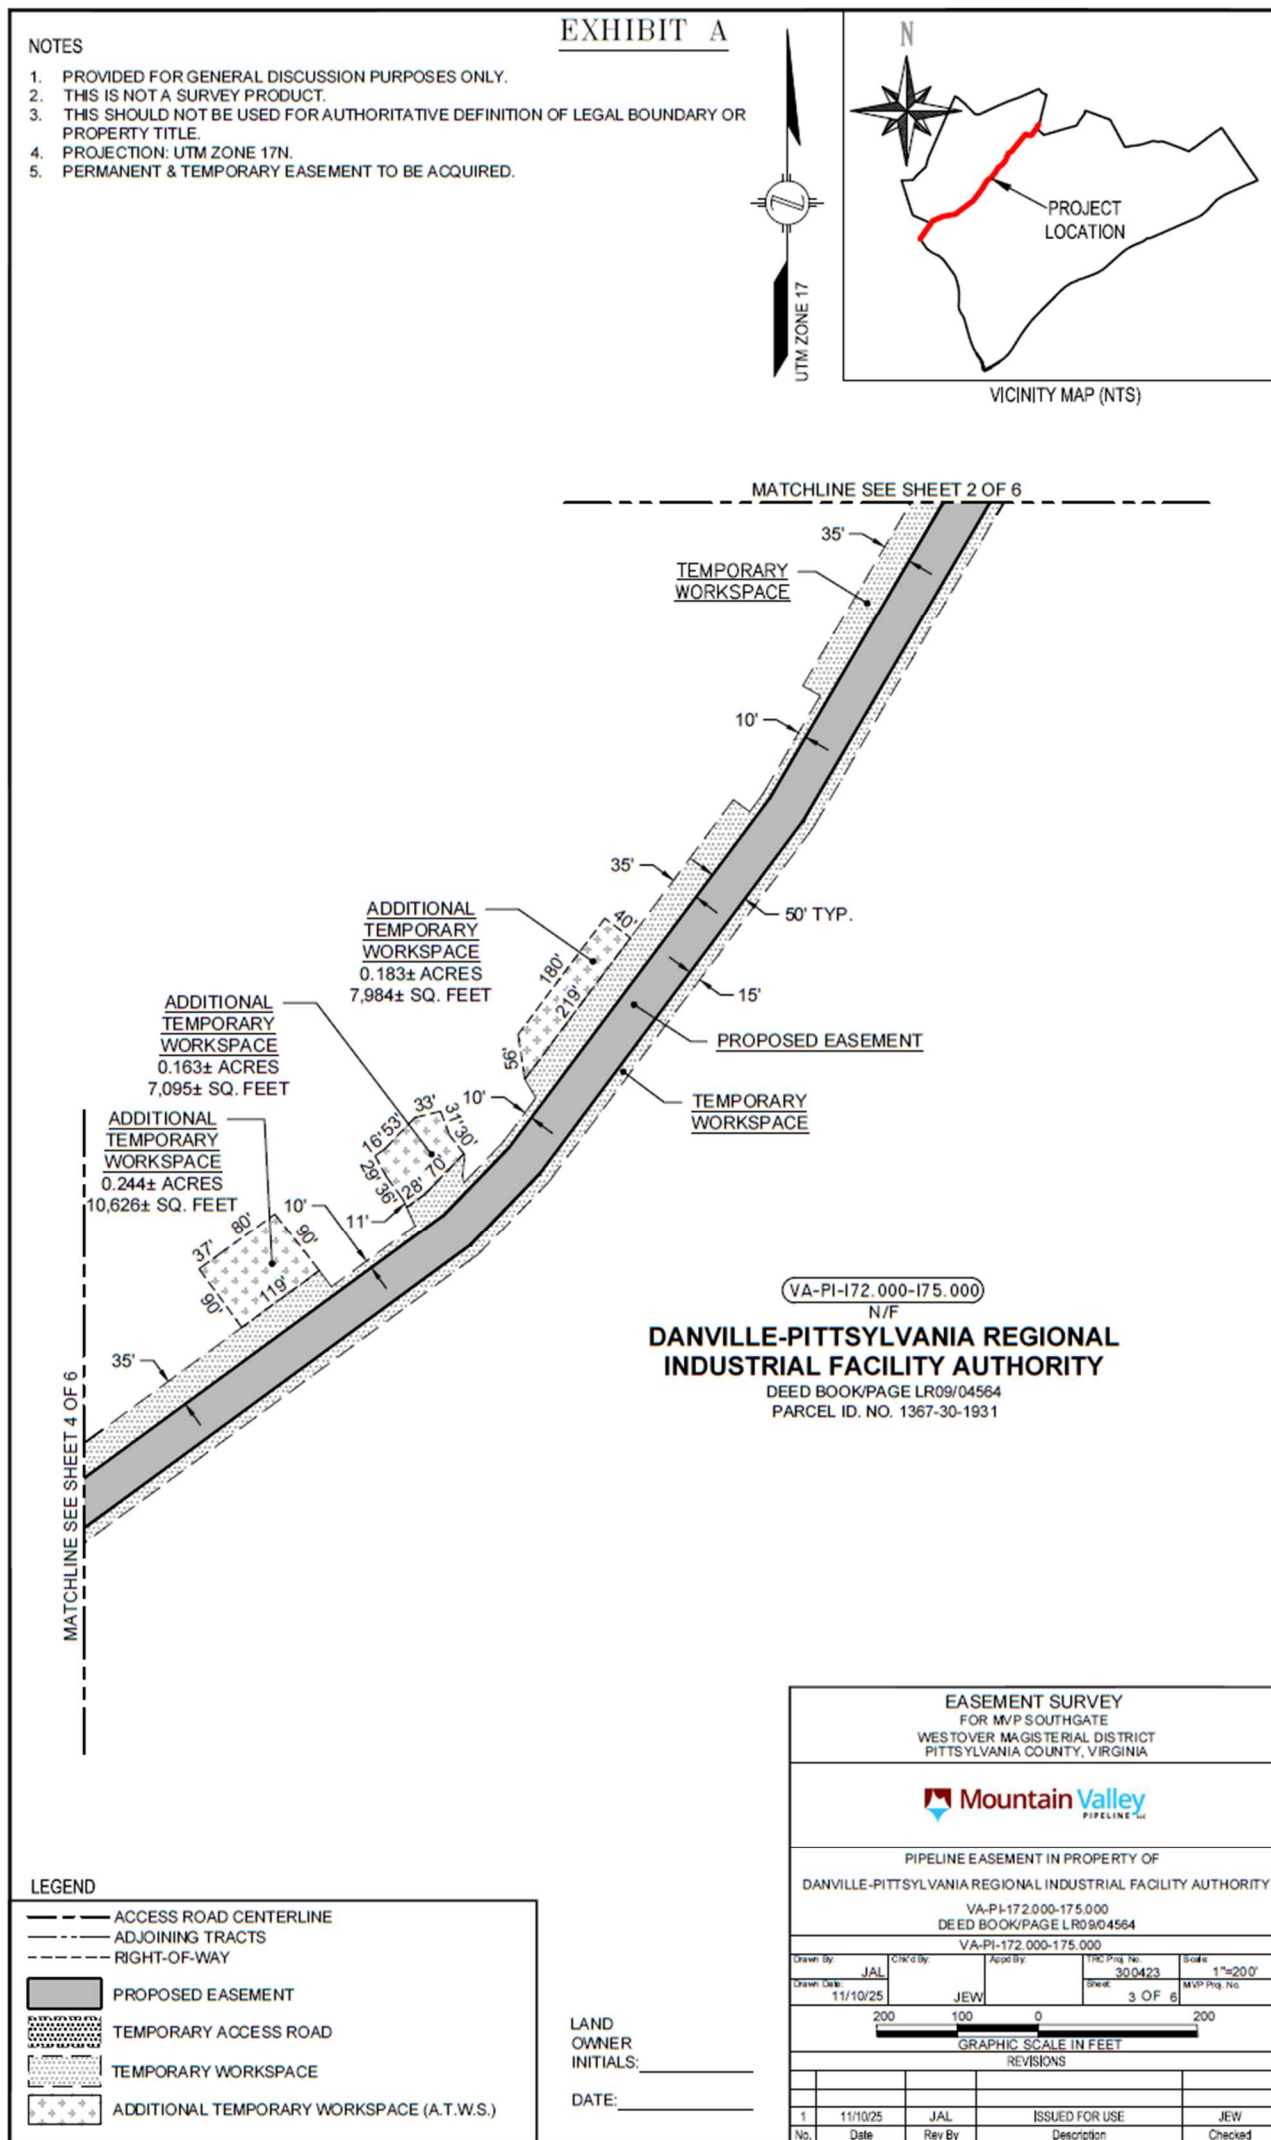 EXHIBIT A
NOTES
1. PROVIDED FOR GENERAL DISCUSSION PURPOSES ONLY.
2. THIS IS NOT A SURVEY PRODUCT.
3. THIS SHOULD NOT BE USED FOR AUTHORITATIVE DEFINITION OF LEGAL BOUNDARY OR
PROPERTY TITLE.
4. PROJECTION: UTM ZONE 17N.
5. PERMANENT & TEMPORARY EASEMENT TO BE ACQUIRED.
UTM ZONE 17
N
PROJECT
LOCATION
VICINITY MAP (NTS)
MATCHLINE SEE SHEET 2 OF 6
35'
TEMPORARY
WORKSPACE
10'
35'
50' TYP.
15'
PROPOSED EASEMENT
TEMPORARY
WORKSPACE
ADDITIONAL
TEMPORARY
WORKSPACE
0.183± ACRES
7,984± SQ. FEET
40'
180'
219'
56'
ADDITIONAL
TEMPORARY
WORKSPACE
0.163± ACRES
7,095± SQ. FEET
10'
33'
31'
30'
16'
53'
29'
36'
28'
70'
11'
ADDITIONAL
TEMPORARY
WORKSPACE
0.244± ACRES
10,626± SQ. FEET
10'
37'
80'
90'
90'
119'
35'
MATCHLINE SEE SHEET 4 OF 6
VA-PI-172.000-175.000
N/F
DANVILLE-PITTSYLVANIA REGIONAL
INDUSTRIAL FACILITY AUTHORITY
DEED BOOK/PAGE LR09/04564
PARCEL ID. NO. 1367-30-1931
LEGEND
ACCESS ROAD CENTERLINE
ADJOINING TRACTS
RIGHT-OF-WAY
PROPOSED EASEMENT
TEMPORARY ACCESS ROAD
TEMPORARY WORKSPACE
ADDITIONAL TEMPORARY WORKSPACE (A.T.W.S.)
LAND
OWNER
INITIALS:
DATE:
EASEMENT SURVEY
FOR MVP SOUTHGATE
WESTOVER MAGISTERIAL DISTRICT
PITTSYLVANIA COUNTY, VIRGINIA
Mountain Valley
PIPELINE LLC
PIPELINE EASEMENT IN PROPERTY OF
DANVILLE-PITTSYLVANIA REGIONAL INDUSTRIAL FACILITY AUTHORITY
VA-PI-172.000-175.000
DEED BOOK/PAGE LR09/04564
VA-PI-172.000-175.000
Drawn By: JAL Chk'd By: Appd By: TRC Proj. No. 300423 Scale 1"=200'
Drawn Date: 11/10/25 JEW Sheet: 3 OF 6 MVP Proj. No.
200 100 0 200
GRAPHIC SCALE IN FEET
REVISIONS
1 11/10/25 JAL ISSUED FOR USE JEW
No. Date Rev By Description Checked